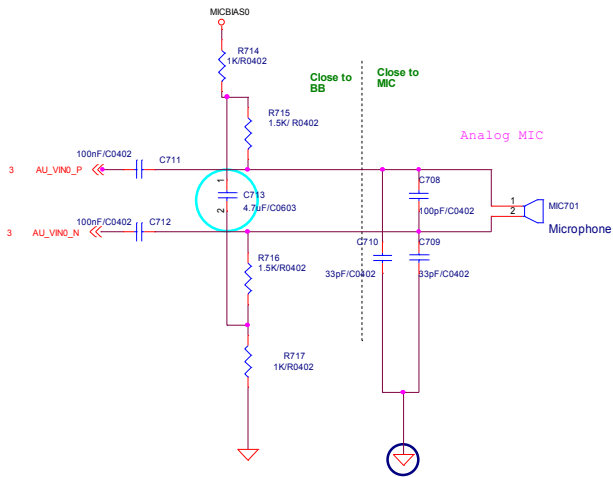 MICBIAS0
R714
1K/R0402
Close to
BB
Close to
MIC
R715
1.5K/ R0402
Analog MIC
3 AU_VIN0_P
100nF/C0402
C711
1
C713
4.7uF/C0603
2
C708
100pF/C0402
1
2
MIC701
Microphone
3 AU_VIN0_N
100nF/C0402
C712
C710
33pF/C0402
C709
33pF/C0402
R716
1.5K/R0402
R717
1K/R0402